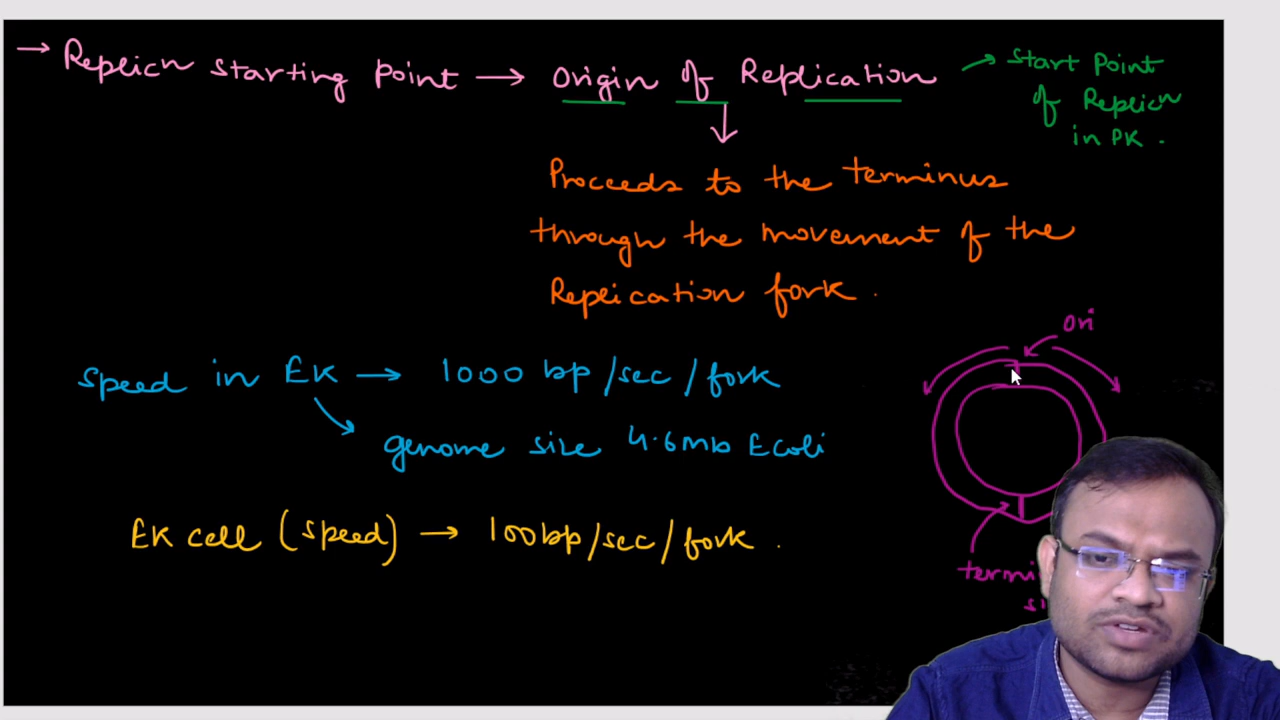 → Replicn starting point → Origin of Replication
→ Start Point
of Replicn
in PK.
Proceeds to the terminus
through the movement of the
Replication fork.
Ori
Speed in EK → 1000 bp/sec/fork
genome size 4.6mb Ecoli
EK cell (speed) → 100bp/sec/fork.